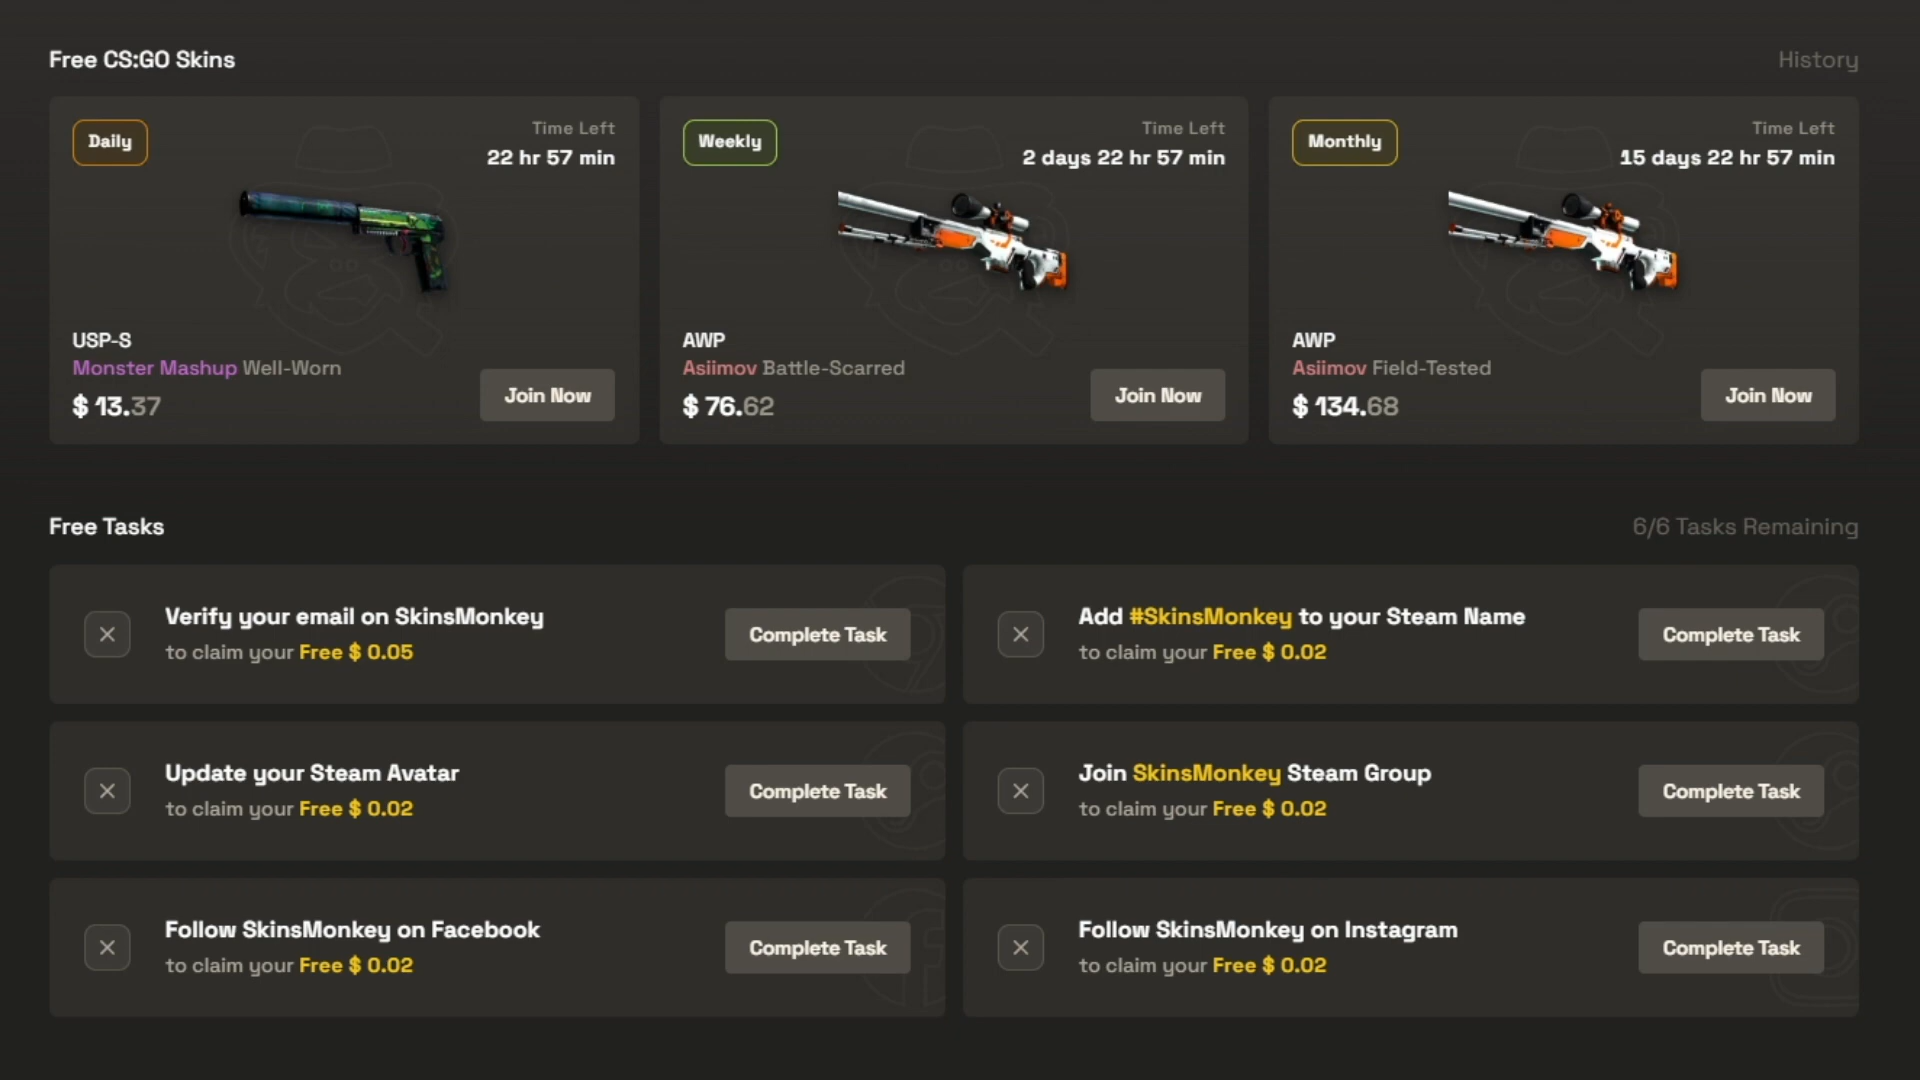 Free CS:GO Skins
History
Daily
Time Left
22 hr 57 min
USP-S
Monster Mashup Well-Worn
$ 13.37
Join Now
Weekly
Time Left
2 days 22 hr 57 min
AWP
Asiimov Battle-Scarred
$ 76.62
Join Now
Monthly
Time Left
15 days 22 hr 57 min
AWP
Asiimov Field-Tested
$ 134.68
Join Now
Free Tasks
6/6 Tasks Remaining
Verify your email on SkinsMonkey
to claim your Free $ 0.05
Complete Task
Add #SkinsMonkey to your Steam Name
to claim your Free $ 0.02
Complete Task
Update your Steam Avatar
to claim your Free $ 0.02
Complete Task
Join SkinsMonkey Steam Group
to claim your Free $ 0.02
Complete Task
Follow SkinsMonkey on Facebook
to claim your Free $ 0.02
Complete Task
Follow SkinsMonkey on Instagram
to claim your Free $ 0.02
Complete Task